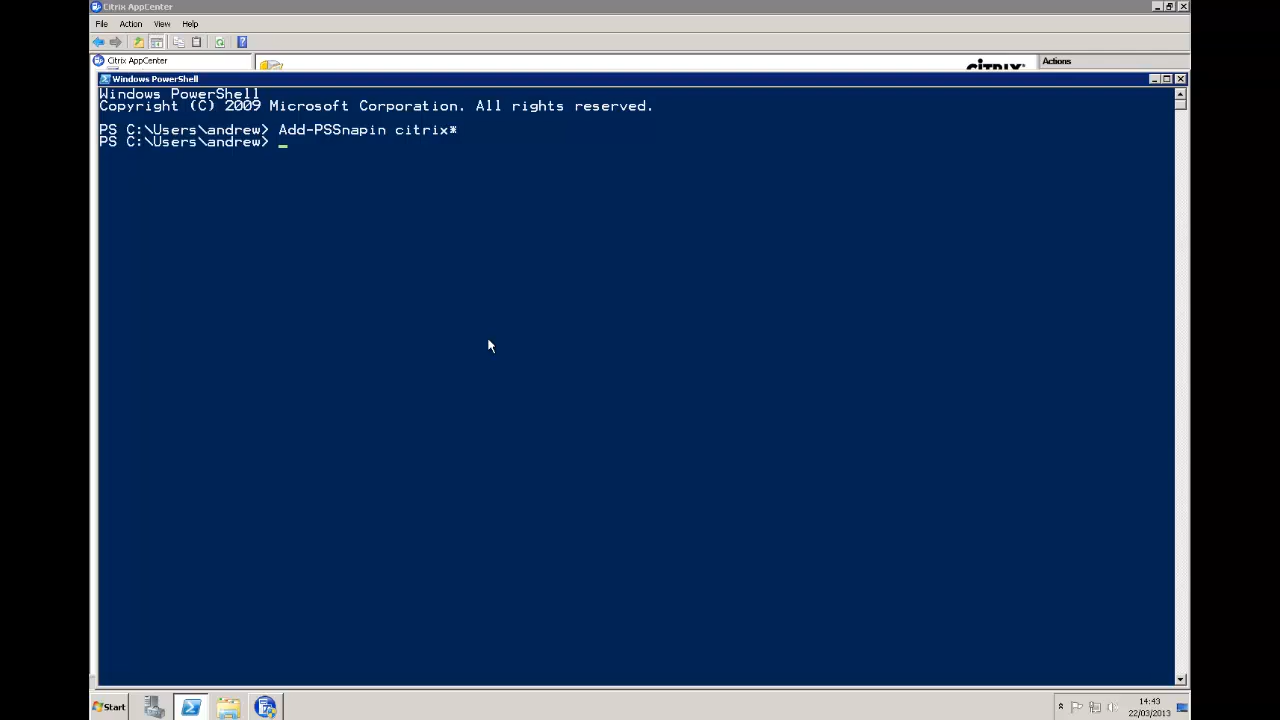 Citrix AppCenter
File Action View Help
Citrix AppCenter
CITRIX
Actions
Windows PowerShell
Windows PowerShell
Copyright (C) 2009 Microsoft Corporation. All rights reserved.
PS C:\Users\andrew> Add-PSSnapin citrix*
PS C:\Users\andrew> _
Start
14:43
22/03/2013